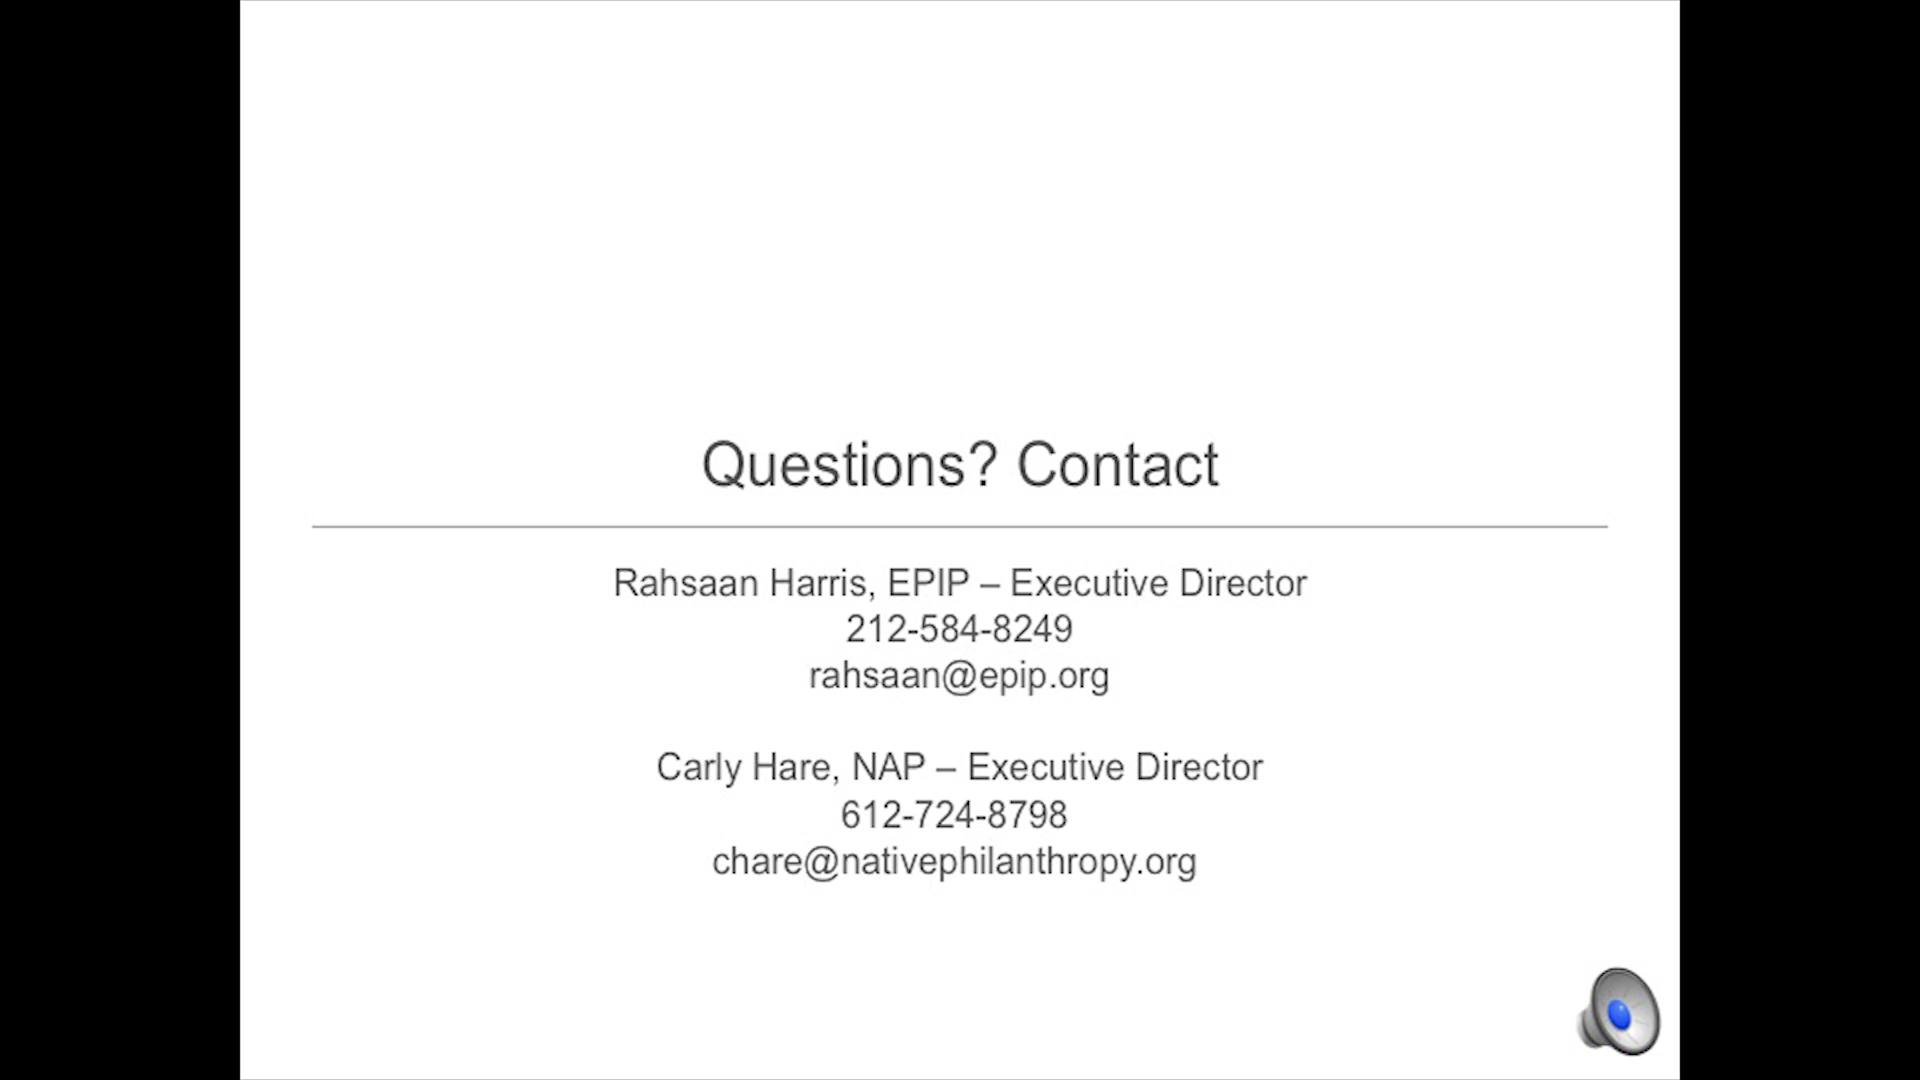 Questions? Contact
Rahsaan Harris, EPIP – Executive Director
212-584-8249
rahsaan@epip.org
Carly Hare, NAP – Executive Director
612-724-8798
chare@nativephilanthropy.org